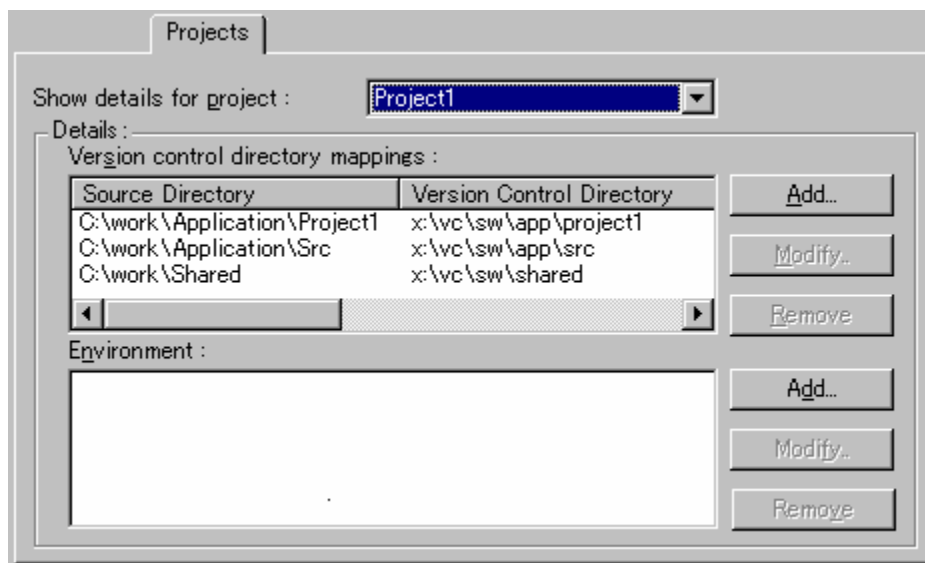 Projects
Show details for project :
Project1
Details :
Version control directory mappings :
Source Directory Version Control Directory
C:\work\Application\Project1 x:\vc\sw\app\project1
C:\work\Application\Src x:\vc\sw\app\src
C:\work\Shared x:\vc\sw\shared
Add...
Modify..
Remove
Environment :
Add...
Modify..
Remove